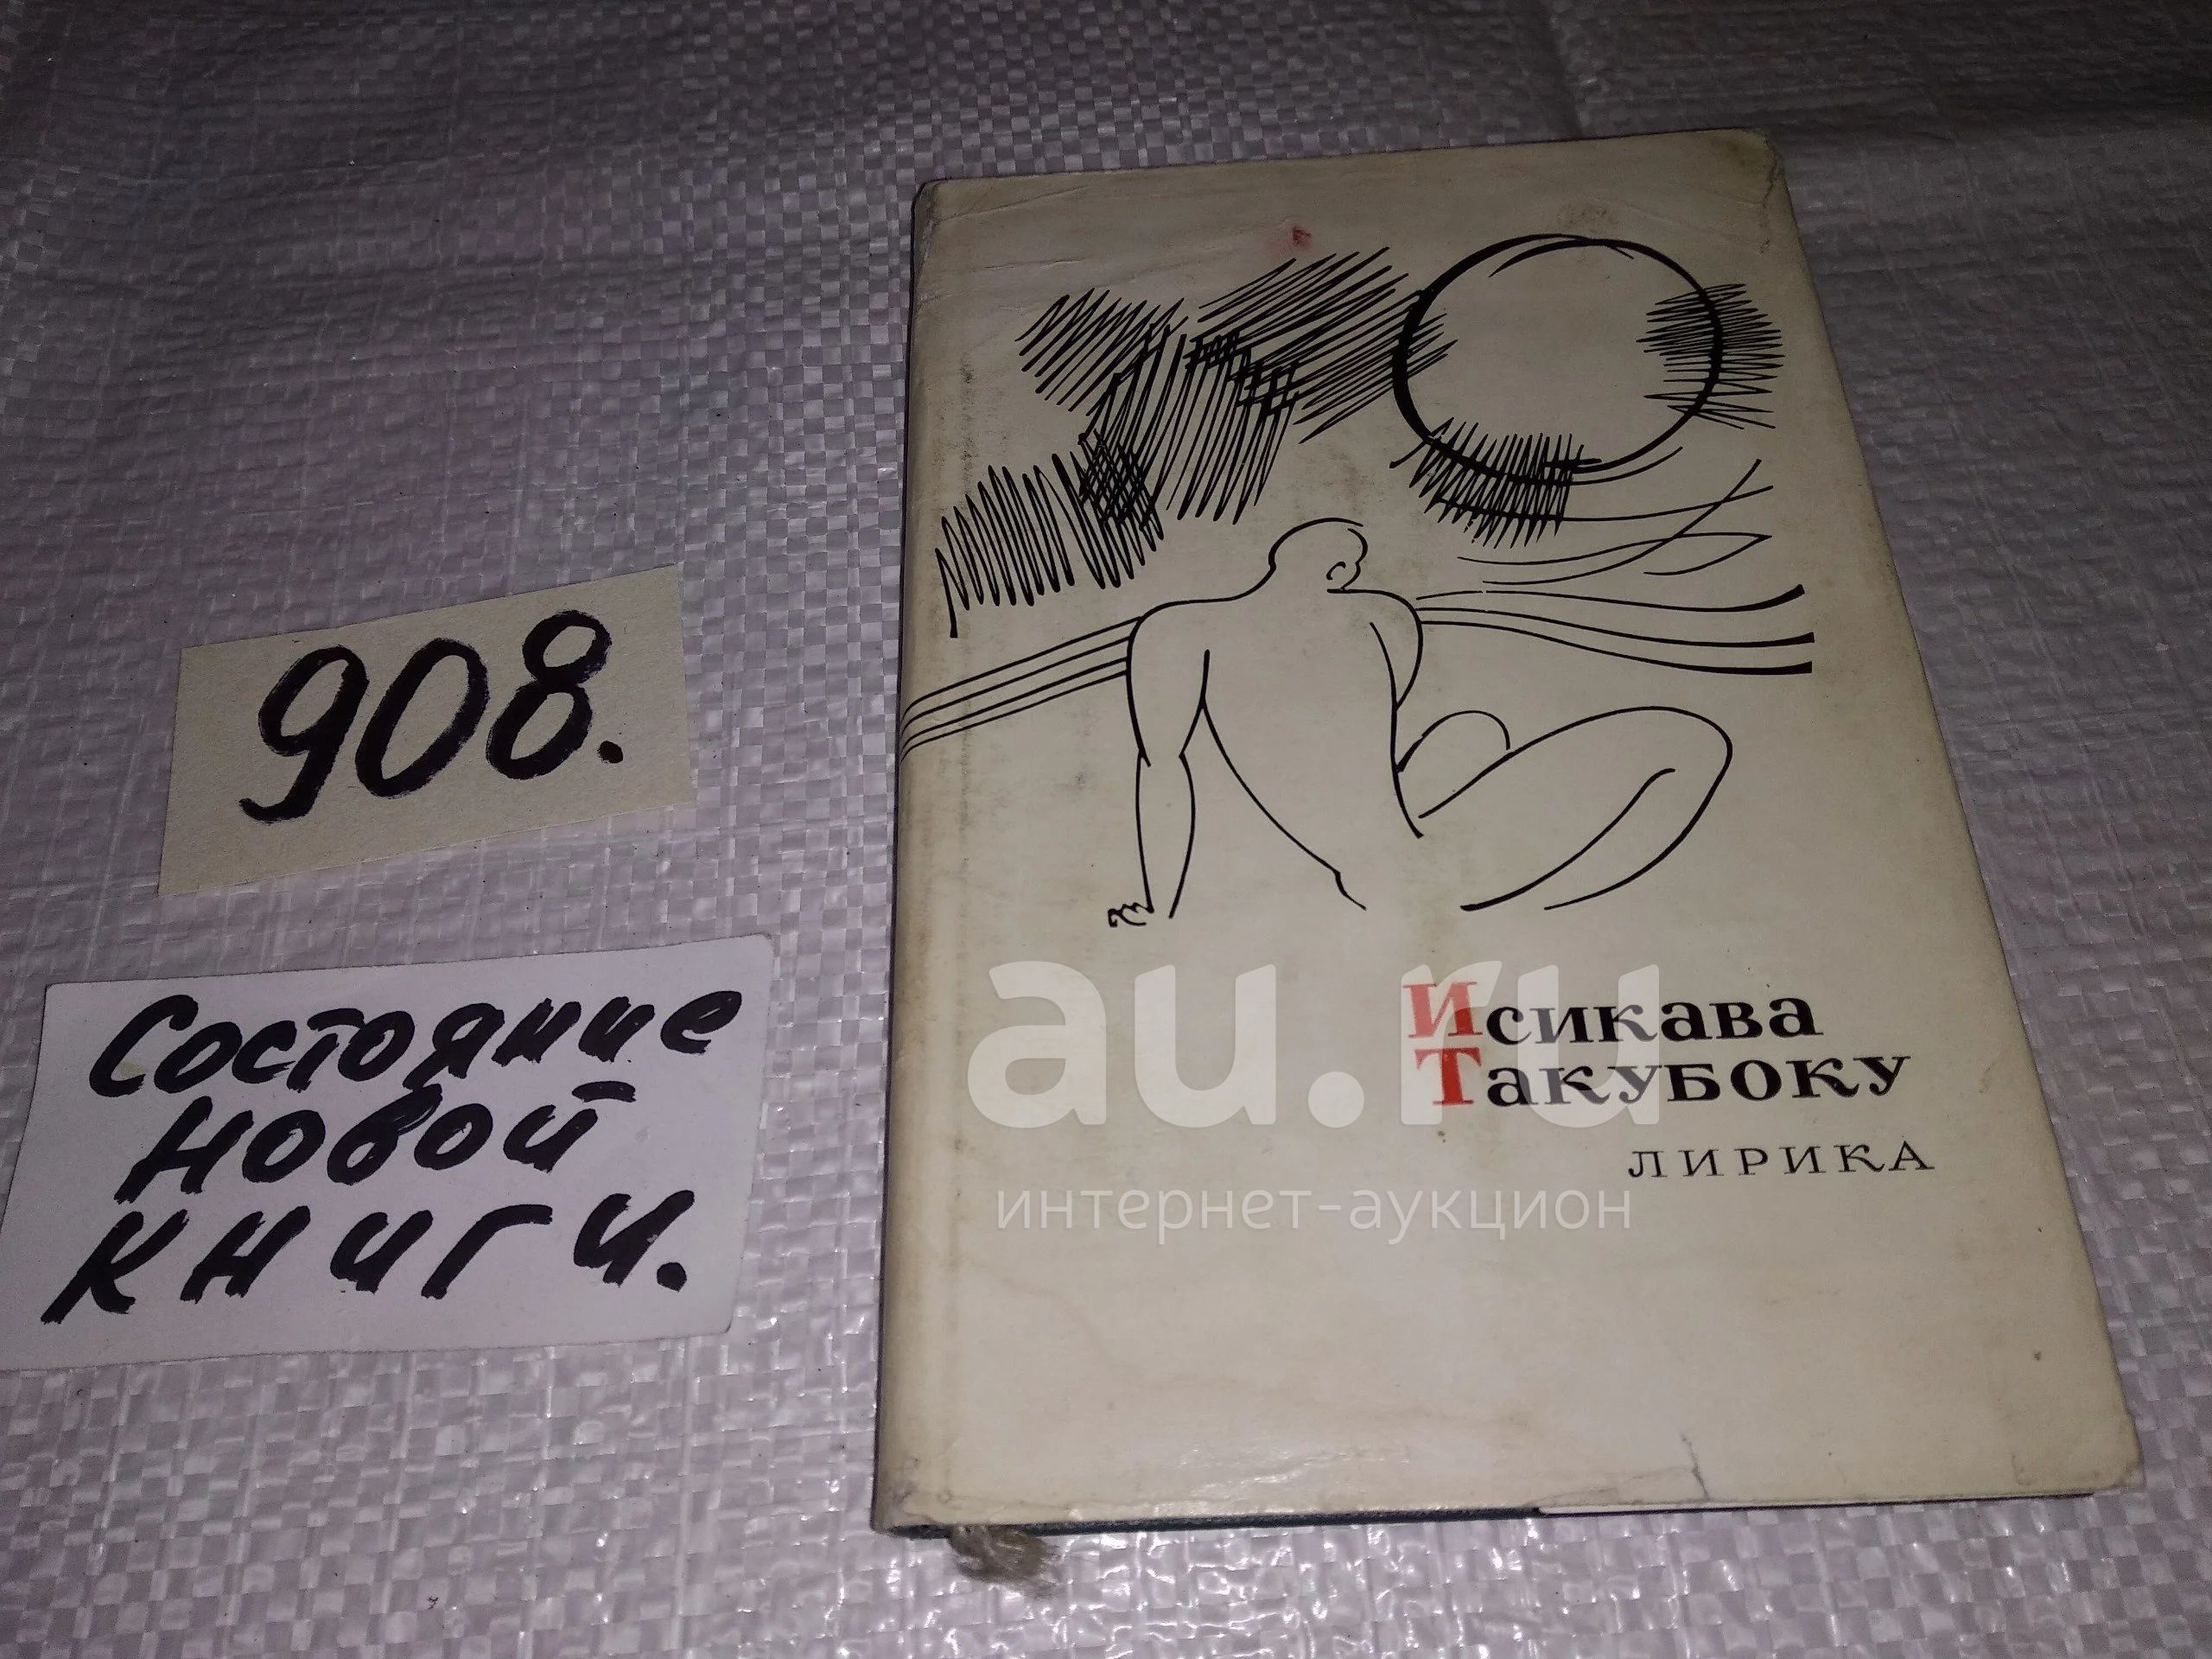 908.
Состояние
новой
книги.
Исикава
Такубоку
ЛИРИКА
au.ru
интернет-аукцион